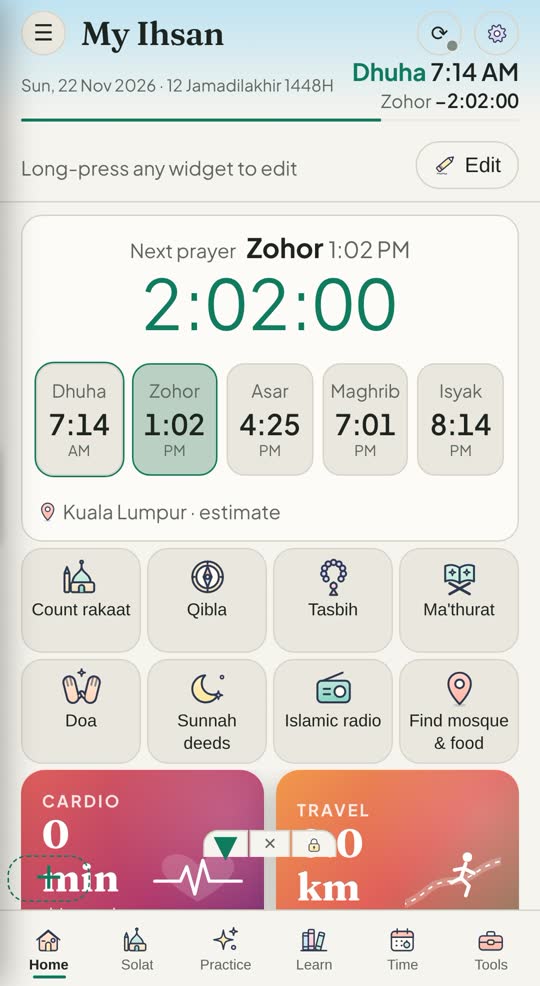 My Ihsan
Sun, 22 Nov 2026 · 12 Jamadilakhir 1448H
Dhuha 7:14 AM
Zohor −2:02:00
Long-press any widget to edit
Edit
Next prayer Zohor 1:02 PM
2:02:00
Dhuha Zohor Asar Maghrib Isyak
7:14 1:02 4:25 7:01 8:14
AM PM PM PM PM
Kuala Lumpur · estimate
Count rakaat Qibla Tasbih Ma'thurat
Doa Sunnah deeds Islamic radio Find mosque & food
CARDIO
0
min
TRAVEL
0
km
Home Solat Practice Learn Time Tools